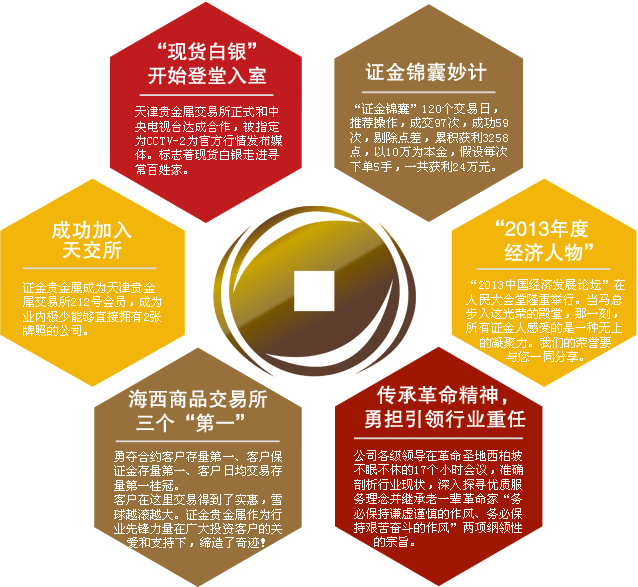 “现货白银”
开始登堂入室
天津贵金属交易所正式和中
央电视台达成合作，被指定
为CCTV-2为官方行情发布媒
体。标志着现货白银走进寻
常百姓家。
证金锦囊妙计
“证金锦囊”120个交易日，
推荐操作，成交97次，成功59
次，剔除点差，累积获利3258
点，以10万为本金，假设每次
下单5手，一共获利24万元。
成功加入
天交所
证金贵金属成为天津贵金
属交易所212号会员，成为
业内极少能够直接拥有2张
牌照的公司。
“2013年度
经济人物”
“2013中国经济发展论坛”在
人民大会堂隆重举行。当马总
步入这光荣的殿堂，那一刻，
所有证金人感受的是一种无上
的凝聚力。我们的荣誉要
与您一同分享。
海西商品交易所
三个“第一”
勇夺合约客户存量第一、客户保
证金存量第一、客户日均交易存
量第一桂冠。
客户在这里交易得到了实惠，雪
球越滚越大。证金贵金属作为行
业先锋力量在广大投资客户的关
爱和支持下，缔造了奇迹！
传承革命精神，
勇担引领行业重任
公司各级领导在革命圣地西柏坡
不眠不休的17个小时会议，准确
剖析行业现状，深入探寻优质服
务理念并继承老一辈革命家“务
必保持谦虚谨慎的作风、务必保
持艰苦奋斗的作风”两项纲领性
的宗旨。